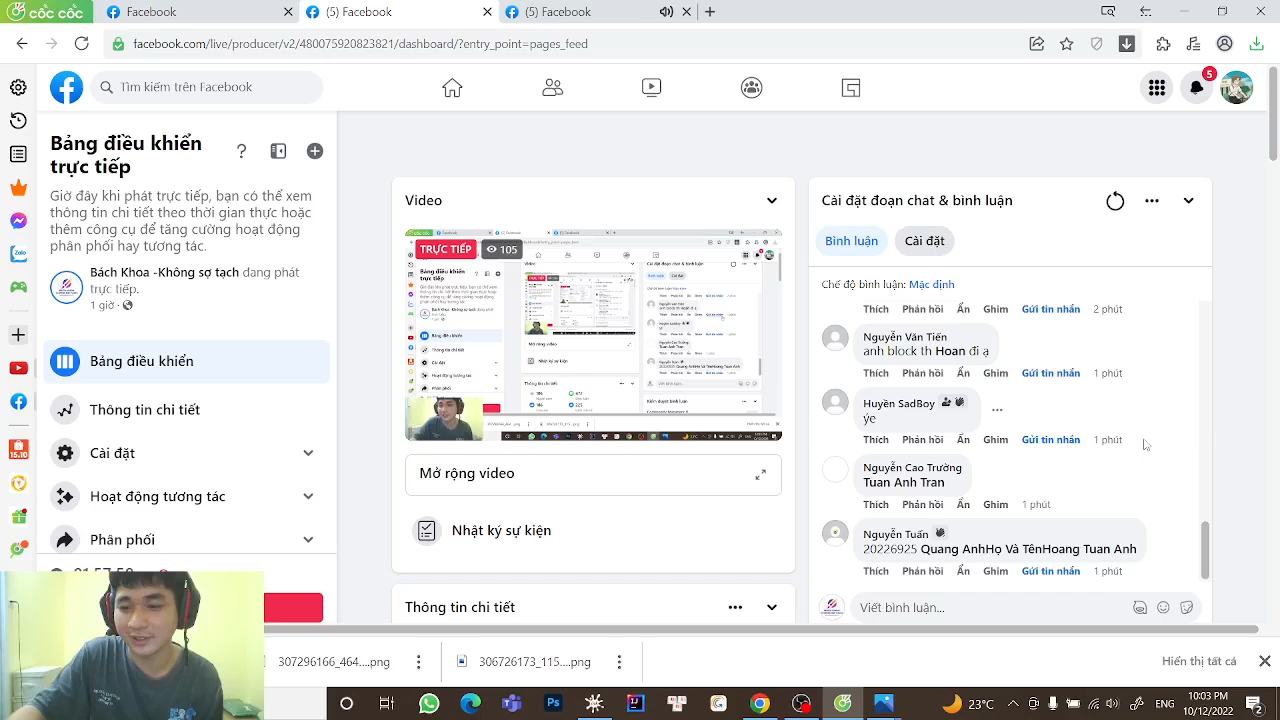 CỐC CỐC
Facebook
(5) Facebook
(5) Facebook
facebook.com/live/producer/v2/480075920823821/dashboard/?entry_point=pages_feed
Tìm kiếm trên Facebook
5
Bảng điều khiển
trực tiếp
Giờ đây khi phát trực tiếp, bạn có thể xem
thông tin chi tiết theo thời gian thực hoặc
thêm công cụ để tăng cường hoạt động
phân phối hay tương tác.
Bách Khoa -Không sợ tạch đang phát
trực tiếp.
1 giờ ·
Bảng điều khiển
Thông tin chi tiết
Cài đặt
Hoạt động tương tác
Phân phối
Video
TRỰC TIẾP
105
Mở rộng video
Nhật ký sự kiện
Thông tin chi tiết
Cài đặt đoạn chat & bình luận
Bình luận
Cài đặt
Chế độ bình luận Mặc định
Thích Phản hồi Ẩn Ghim Gửi tin nhắn
Nguyễn Văn Tiến
anh block th Hoan đi ạ
Thích Phản hồi Ẩn Ghim Gửi tin nhắn 1 phút
Huyền SadBoy
yc
Thích Phản hồi Ẩn Ghim Gửi tin nhắn 1 phút
Nguyễn Cao Trường
Tuan Anh Tran
Thích Phản hồi Ẩn Ghim 1 phút
Nguyễn Tuấn
20226925 Quang AnhHọ Và TênHoang Tuan Anh
Thích Phản hồi Ẩn Ghim Gửi tin nhắn 1 phút
Viết bình luận...
Zalo
15.10
307296166_464....png
306726173_115....png
Hiển thị tất cả
Ps
23°C
ENG
10:03 PM
10/12/2022
2